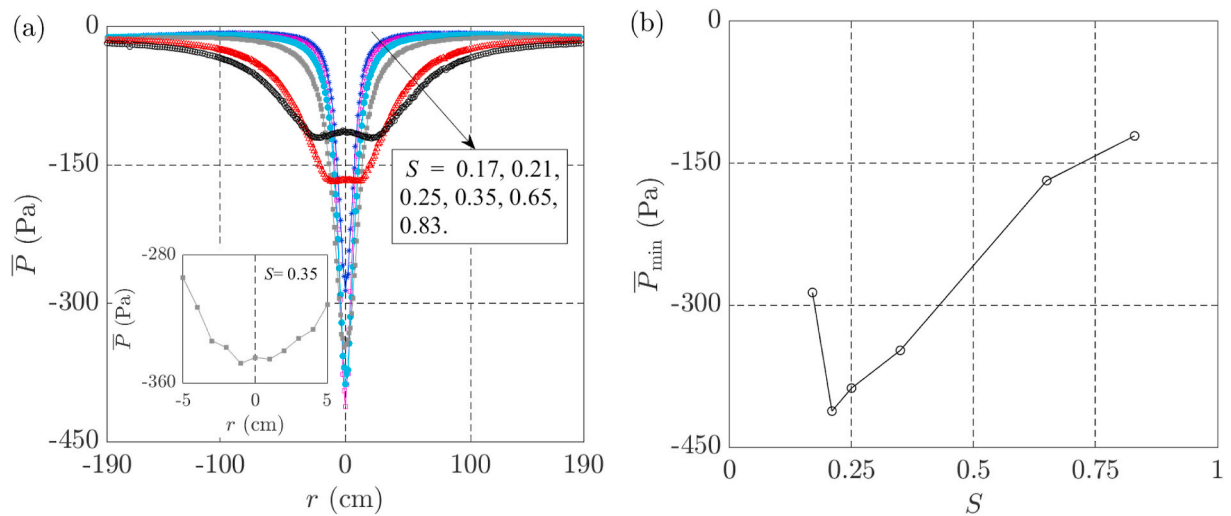 (a)
0
-150
-300
-450
P̅ (Pa)
-190
-100
0
100
190
r (cm)
S = 0.17, 0.21,
0.25, 0.35, 0.65,
0.83.
-280
-360
P̅ (Pa)
S= 0.35
-5
0
5
r (cm)
(b)
0
-150
-300
-450
P̅min (Pa)
0
0.25
0.5
0.75
1
S